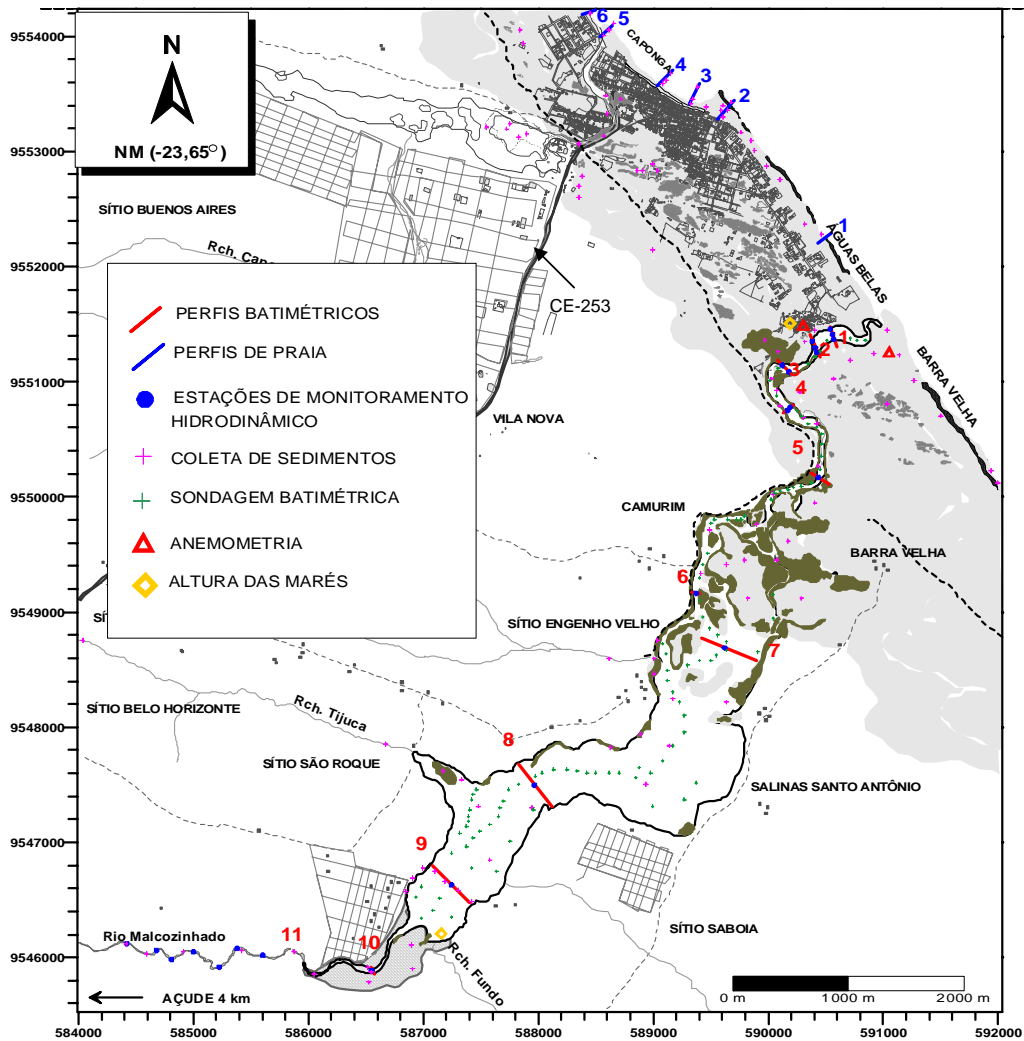 9554000
9553000
9552000
9551000
9550000
9549000
9548000
9547000
9546000
N
NM (-23,65°)
6
5
CAPONGA
4
3
2
SÍTIO BUENOS AIRES
1
ÁGUAS BELAS
CE-253
PERFIS BATIMÉTRICOS
PERFIS DE PRAIA
ESTAÇÕES DE MONITORAMENTO
HIDRODINÂMICO
COLETA DE SEDIMENTOS
SONDAGEM BATIMÉTRICA
ANEMOMETRIA
ALTURA DAS MARÉS
1
2
3
4
BARRA VELHA
VILA NOVA
5
CAMURIM
BARRA VELHA
6
SÍTIO ENGENHO VELHO
7
SÍTIO BELO HORIZONTE
Rch. Tijuca
8
SÍTIO SÃO ROQUE
SALINAS SANTO ANTÔNIO
9
SÍTIO SABOIA
Rio Malcozinhado
11
10
Rch. Fundo
AÇUDE 4 km
0 m
1000 m
2000 m
584000
585000
586000
587000
588000
589000
590000
591000
592000